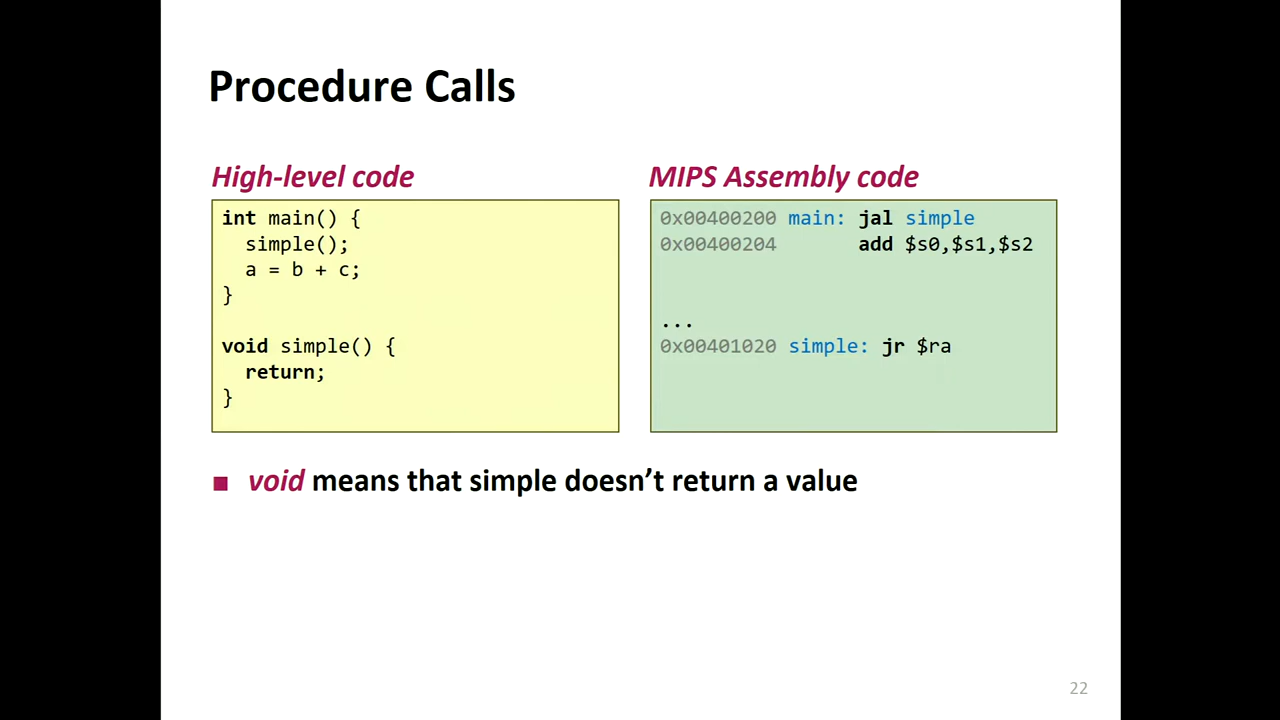 Procedure Calls
High-level code
int main() {
simple();
a = b + c;
}
void simple() {
return;
}
MIPS Assembly code
0x00400200 main: jal simple
0x00400204 add $s0,$s1,$s2
...
0x00401020 simple: jr $ra
void means that simple doesn’t return a value
22